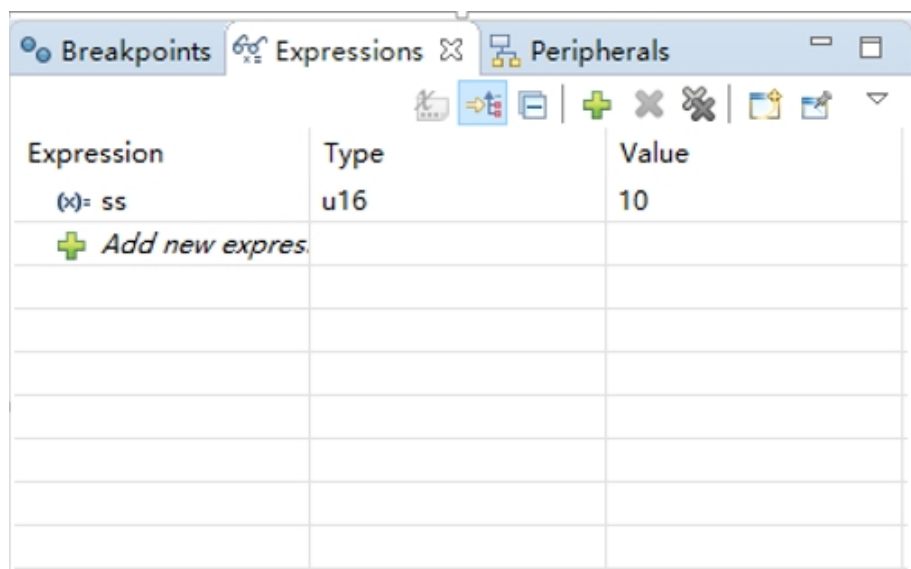 Breakpoints Expressions Peripherals
Expression Type Value
(x)= ss u16 10
Add new expres